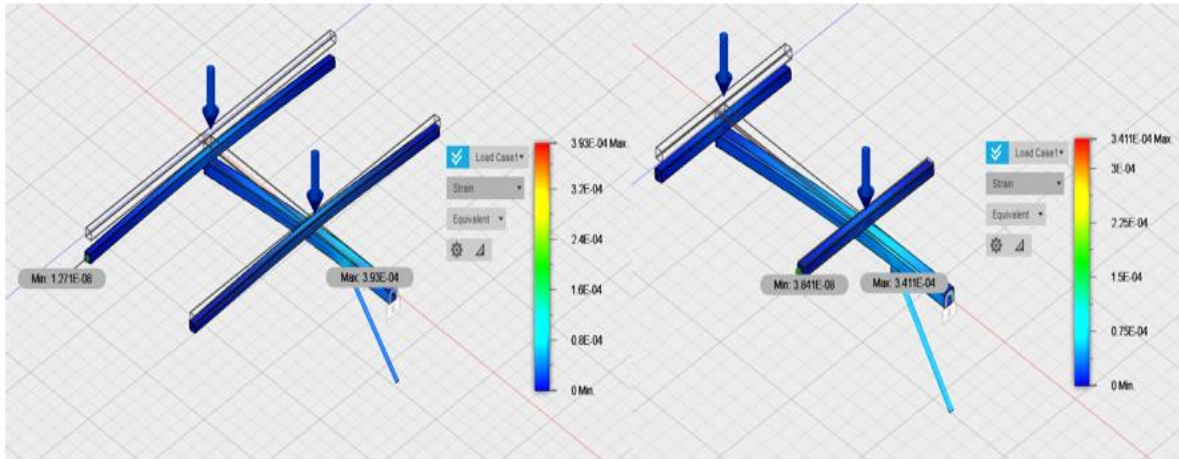 3.93E-04 Max.
Load Case1
3.2E-04
Strain
2.4E-04
Equivalent
Min: 1.271E-08
Max: 3.93E-04
1.6E-04
0.8E-04
0 Min.
3.411E-04 Max.
Load Case1
3E-04
Strain
2.25E-04
Equivalent
Min: 3.841E-08
Max: 3.411E-04
1.5E-04
0.75E-04
0 Min.